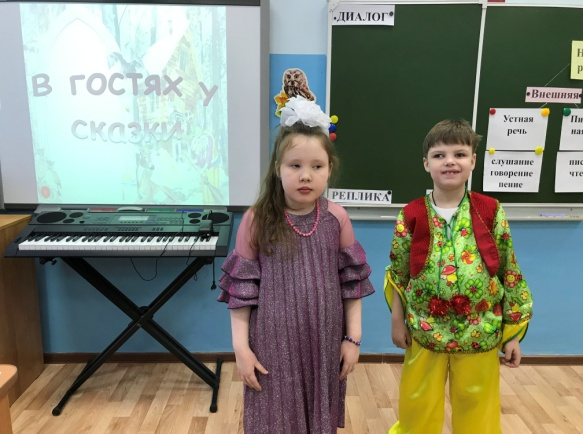 В ГОСТЯХ У
СКАЗКИ
ДИАЛОГ
РЕПЛИКА
Внешняя
Устная
речь
слушание
говорение
пение